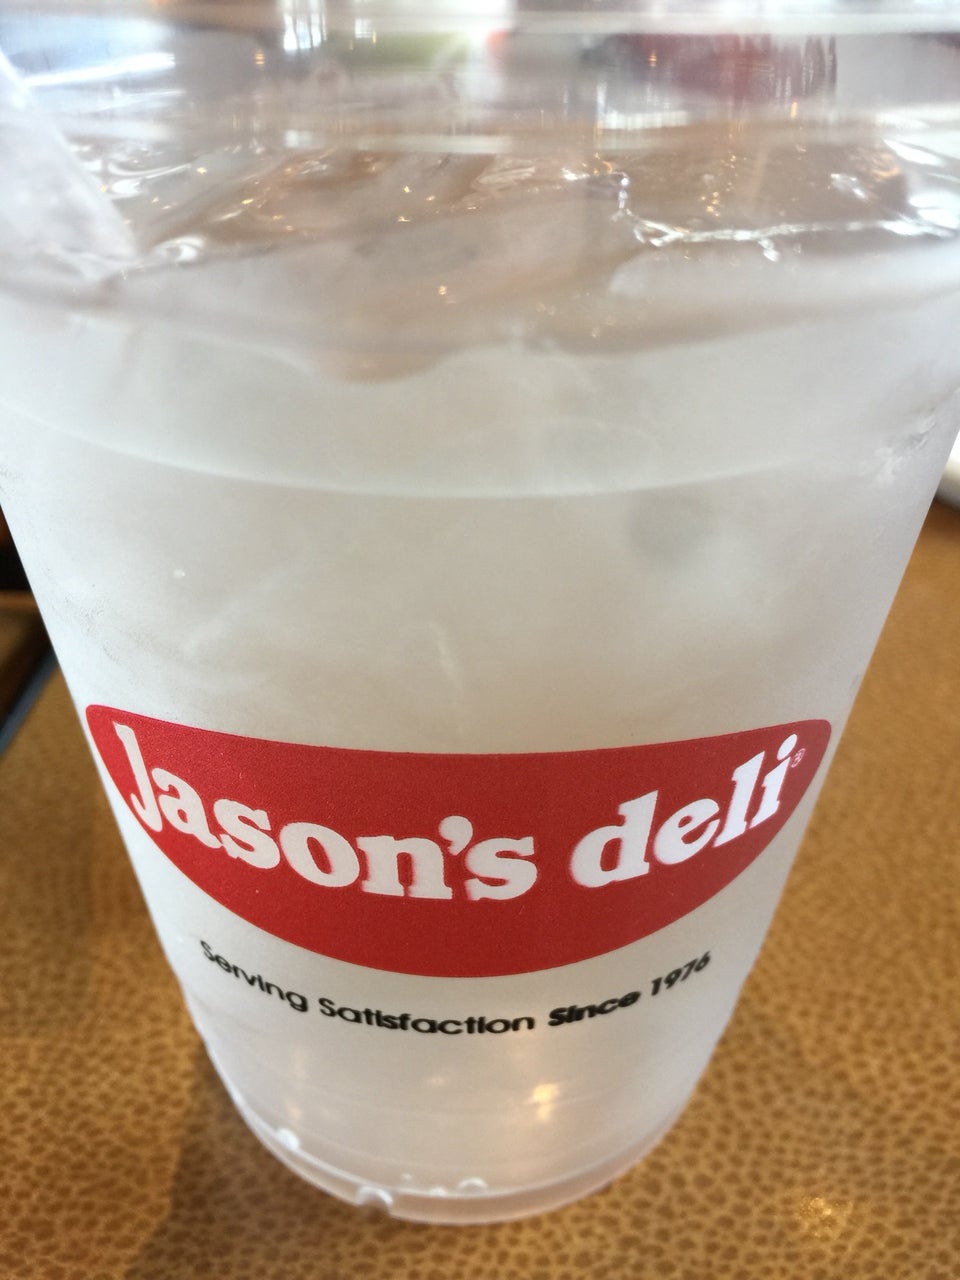 Jason's deli®
Serving Satisfaction Since 1976